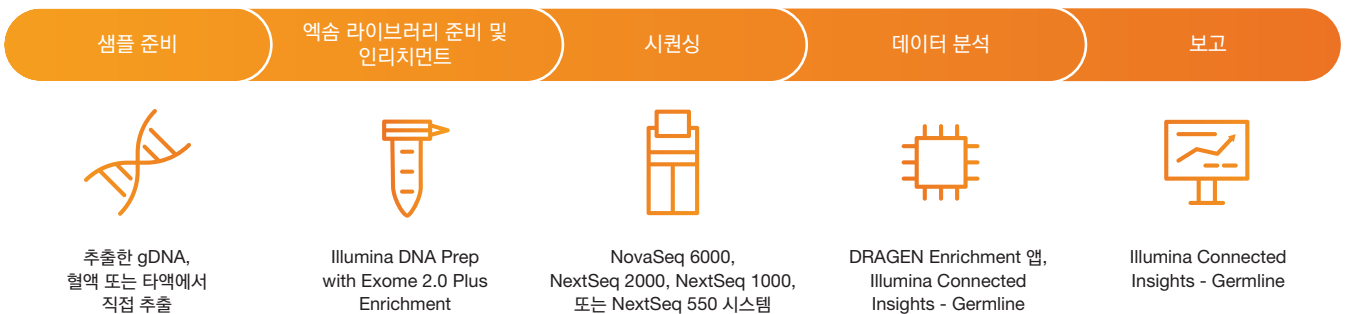 샘플 준비
엑솜 라이브러리 준비 및
인리치먼트
시퀀싱
데이터 분석
보고
추출한 gDNA,
혈액 또는 타액에서
직접 추출
Illumina DNA Prep
with Exome 2.0 Plus
Enrichment
NovaSeq 6000,
NextSeq 2000, NextSeq 1000,
또는 NextSeq 550 시스템
DRAGEN Enrichment 앱,
Illumina Connected
Insights - Germline
Illumina Connected
Insights - Germline